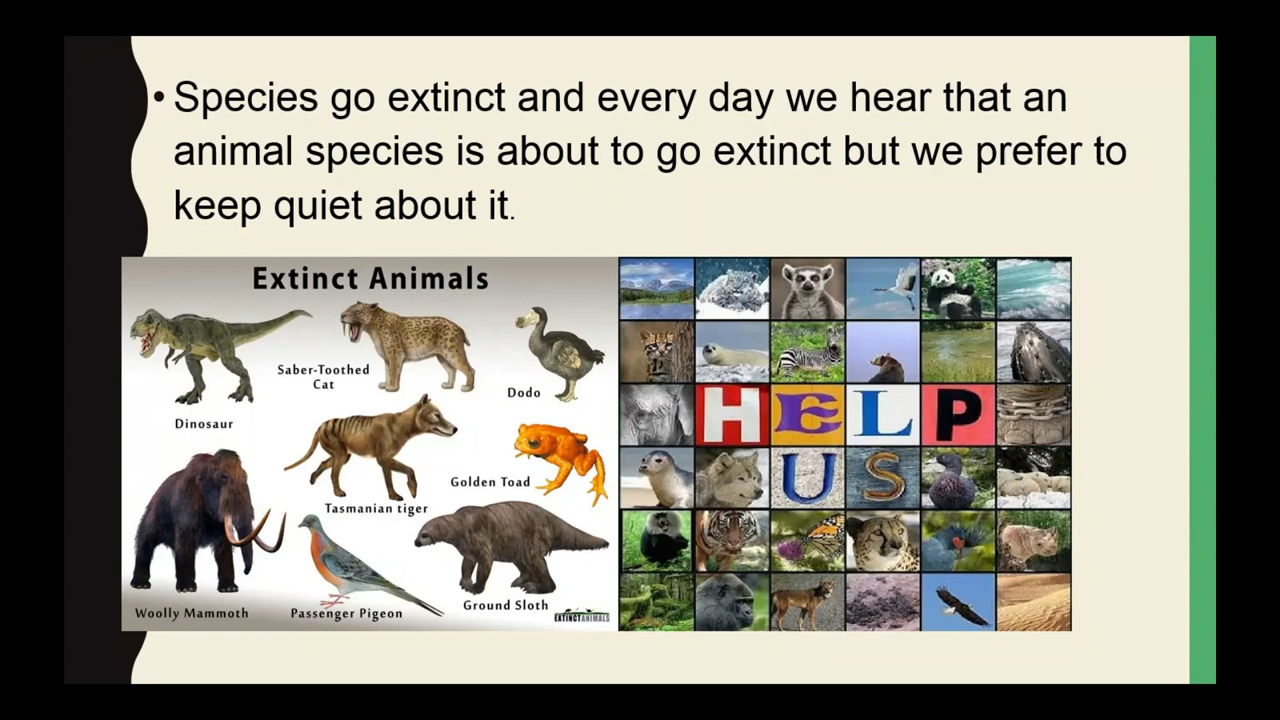 • Species go extinct and every day we hear that an
animal species is about to go extinct but we prefer to
keep quiet about it.
Extinct Animals
Saber-Toothed
Cat
Dodo
Dinosaur
Golden Toad
Tasmanian tiger
Woolly Mammoth
Passenger Pigeon
Ground Sloth
EXTINCTANIMALS
HELP
US